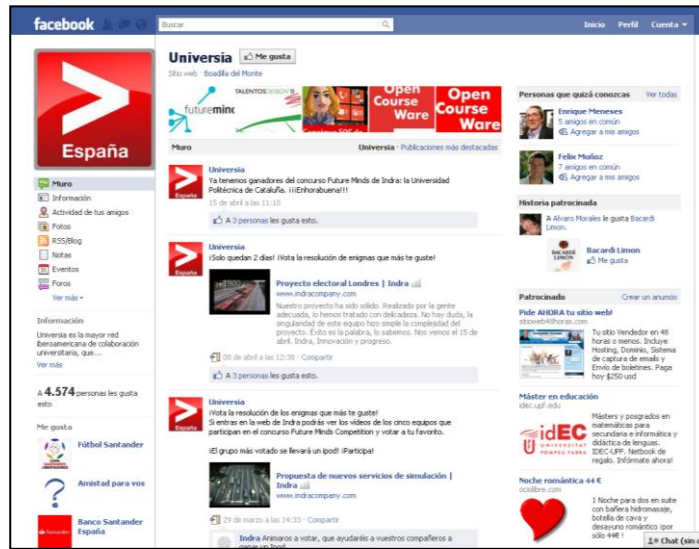 facebook
Buscar
Inicio Perfil Cuenta
España
Muro
Información
Actividad de tus amigos
Fotos
RSS/Blog
Notas
Eventos
Foros
Ver más
Información
Universia es la mayor red
iberoamericana de colaboración
universitaria, que...
Ver más
A 4.574 personas les gusta
esto
Me gusta
Fútbol Santander
Amistad para vos
Banco Santander
España
Universia Me gusta
Sitio web · Boadilla del Monte
futureminds
TALENTOSDESIGN'8
Open
Course
Ware
Open
Course
Ware
Muro Universia · Publicaciones más destacadas
España
Universia
Ya tenemos ganadores del concurso Future Minds de Indra: la Universidad
Politécnica de Cataluña. ¡¡¡Enhorabuena!!!
15 de abril a las 11:10
A 3 personas les gusta esto.
España
Universia
¡Solo quedan 2 días! ¡Vota la resolución de enigmas que más te guste!
Proyecto electoral Londres | Indra
www.indracompany.com
Nuestro proyecto ha sido sólido. Realizado por la gente
adecuada, lo hemos tratado con delicadeza. No hay duda, la
singularidad de este equipo hizo simple la complejidad del
proyecto. Éxito es la palabra, lo sabemos. Nos vemos el 15 de
abril. Indra, Innovación y progreso.
08 de abril a las 12:38 · Compartir
A 3 personas les gusta esto.
España
Universia
¡Vota la resolución de los enigmas que más te guste!
Si entras en la web de Indra podrás ver los vídeos de los cinco equipos que
participan en el concurso Future Minds Competition y votar a tu favorito.
¡El grupo más votado se llevará un ipod! ¡Participa!
Propuesta de nuevos servicios de simulación |
Indra
www.indracompany.com
29 de marzo a las 14:33 · Compartir
Indra Animaros a votar, que ayudaréis a vuestros compañeros a
ganar un Ipod
Personas que quizá conozcas Ver todas
Enrique Meneses
5 amigos en común
Agregar a mis amigos
Felix Muñoz
7 amigos en común
Agregar a mis amigos
Historia patrocinada
A Alvaro Morales le gusta Bacardi
Limon.
Bacardi Limon
Me gusta
Patrocinado Crear un anuncio
Pide AHORA tu sitio web!
sitioweb48horas.com
Tu sitio Vendedor en 48
horas o menos. Incluye
Hosting, Dominio, Sistema
de captura de emails y
Envío de boletines. Paga
hoy $250 usd
Máster en educación
idec.upf.edu
idEC
UNIVERSITAT
POMPEU FABRA
Másters y posgrados en
matemáticas para
secundaria e informática y
didáctica de lenguas.
IDEC-UPF. Netbook de
regalo. Infórmate ahora!
Noche romántica 44 €
ociolibre.com
1 Noche para dos en suite
con bañera hidromasaje,
botella de cava y
desayuno romántico ¡por
sólo 44€ !
Chat (sin